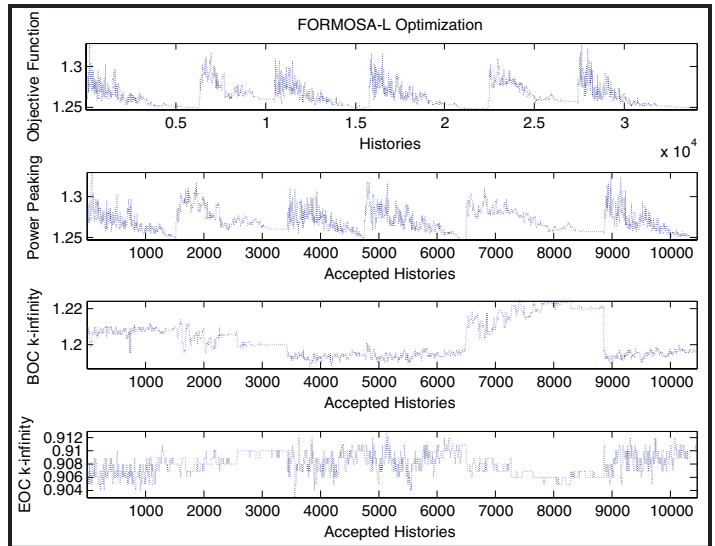 FORMOSA-L Optimization
Objective Function
1.3
1.25
0.5 1 1.5 2 2.5 3
Histories
x 10⁴
Power Peaking
1.3
1.25
1000 2000 3000 4000 5000 6000 7000 8000 9000 10000
Accepted Histories
BOC k-infinity
1.22
1.2
1000 2000 3000 4000 5000 6000 7000 8000 9000 10000
Accepted Histories
EOC k-infinity
0.912
0.91
0.908
0.906
0.904
1000 2000 3000 4000 5000 6000 7000 8000 9000 10000
Accepted Histories